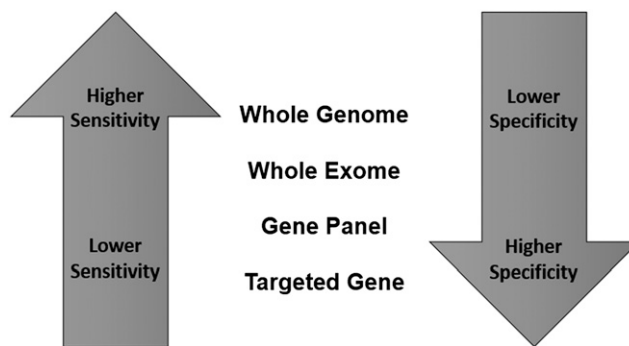 Higher
Sensitivity
Lower
Sensitivity
Whole Genome
Whole Exome
Gene Panel
Targeted Gene
Lower
Specificity
Higher
Specificity